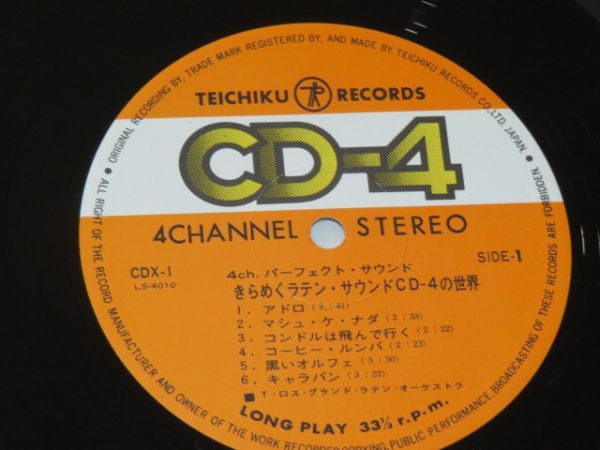 ORIGINAL RECORDING BY, TRADE MARK REGISTERED BY, AND MADE BY TEICHIKU RECORDS CO., LTD. JAPAN.
TEICHIKU RECORDS
CD-4
4CHANNEL STEREO
CDX-1
LS-4010
SIDE-1
4ch. パーフェクト・サウンド
きらめくラテン・サウンドCD-4の世界
1. アドロ(3:41)
2. マシュ・ケ・ナダ(2:33)
3. コンドルは飛んで行く(2:22)
4. コーヒー・ルンバ(2:23)
5. 黒いオルフェ(3:50)
6. キャラバン(3:22)
■T・ロス・グランド・ラテン・オーケストラ
LONG PLAY 33⅓ r.p.m.
ALL RIGHT OF THE RECORD MANUFACTURER AND OWNER OF THE WORK RECORDED RESERVED. COPYING, PUBLIC PERFORMANCE, BROADCASTING OF THESE RECORDS ARE FORBIDDEN.